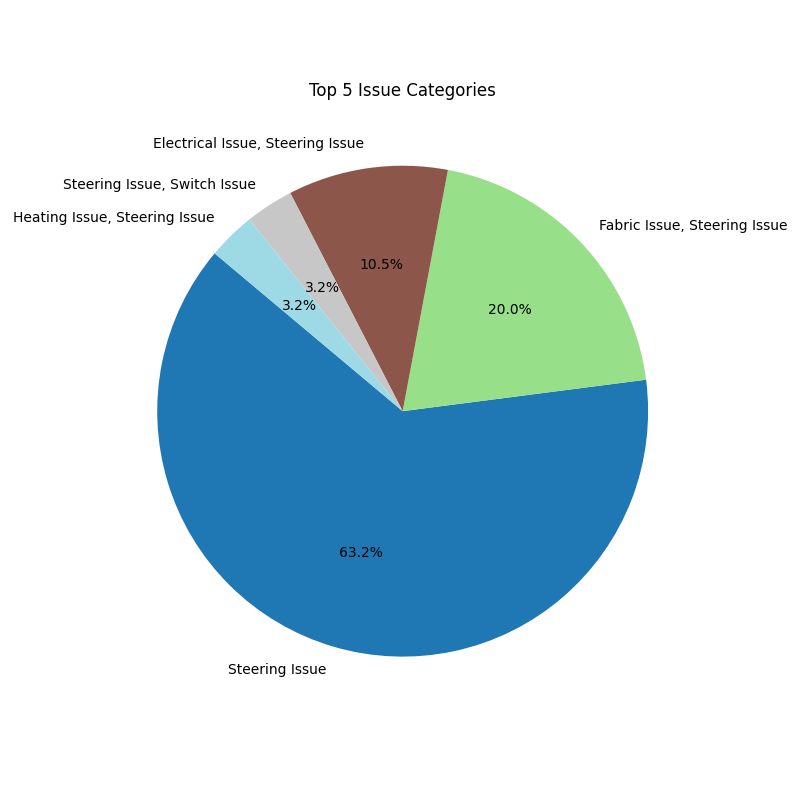 Top 5 Issue Categories
Electrical Issue, Steering Issue
Steering Issue, Switch Issue
Heating Issue, Steering Issue
Fabric Issue, Steering Issue
10.5%
3.2%
3.2%
20.0%
63.2%
Steering Issue